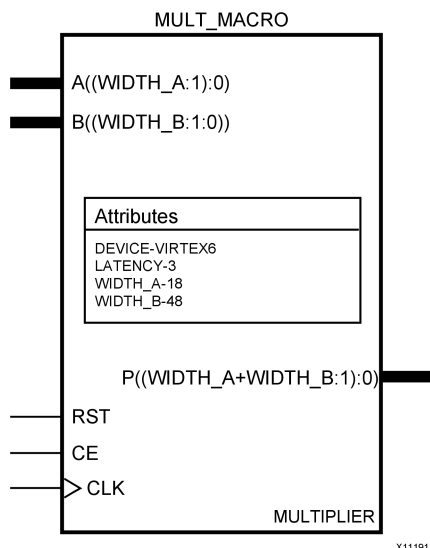 MULT_MACRO
A((WIDTH_A:1):0)
B((WIDTH_B:1:0))
Attributes
DEVICE-VIRTEX6
LATENCY-3
WIDTH_A-18
WIDTH_B-48
P((WIDTH_A+WIDTH_B:1):0)
RST
CE
CLK
MULTIPLIER
X11191